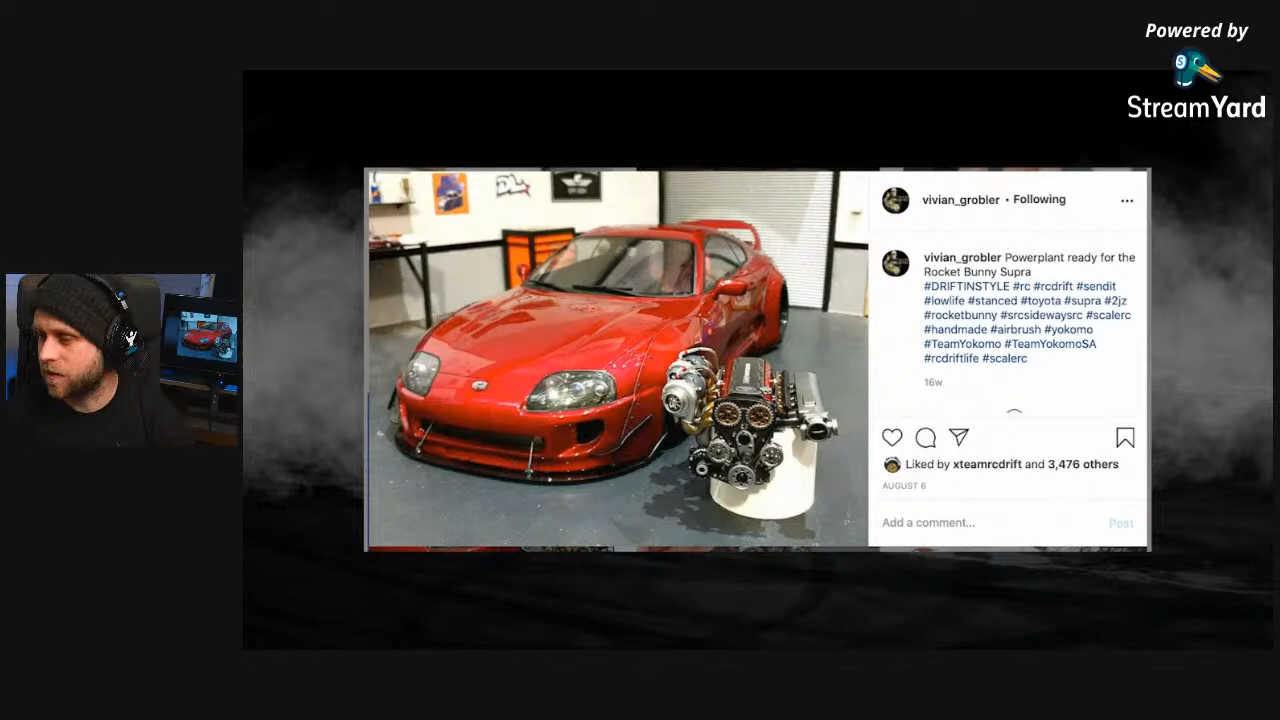 Powered by
StreamYard
vivian_grobler • Following
vivian_grobler Powerplant ready for the
Rocket Bunny Supra
#DRIFTINSTYLE #rc #rcdrift #sendit
#lowlife #stanced #toyota #supra #2jz
#rocketbunny #srcsidewaysrc #scalerc
#handmade #airbrush #yokomo
#TeamYokomo #TeamYokomoSA
#rcdriftlife #scalerc
16w
Liked by xteamrcdrift and 3,476 others
AUGUST 6
Add a comment...
Post